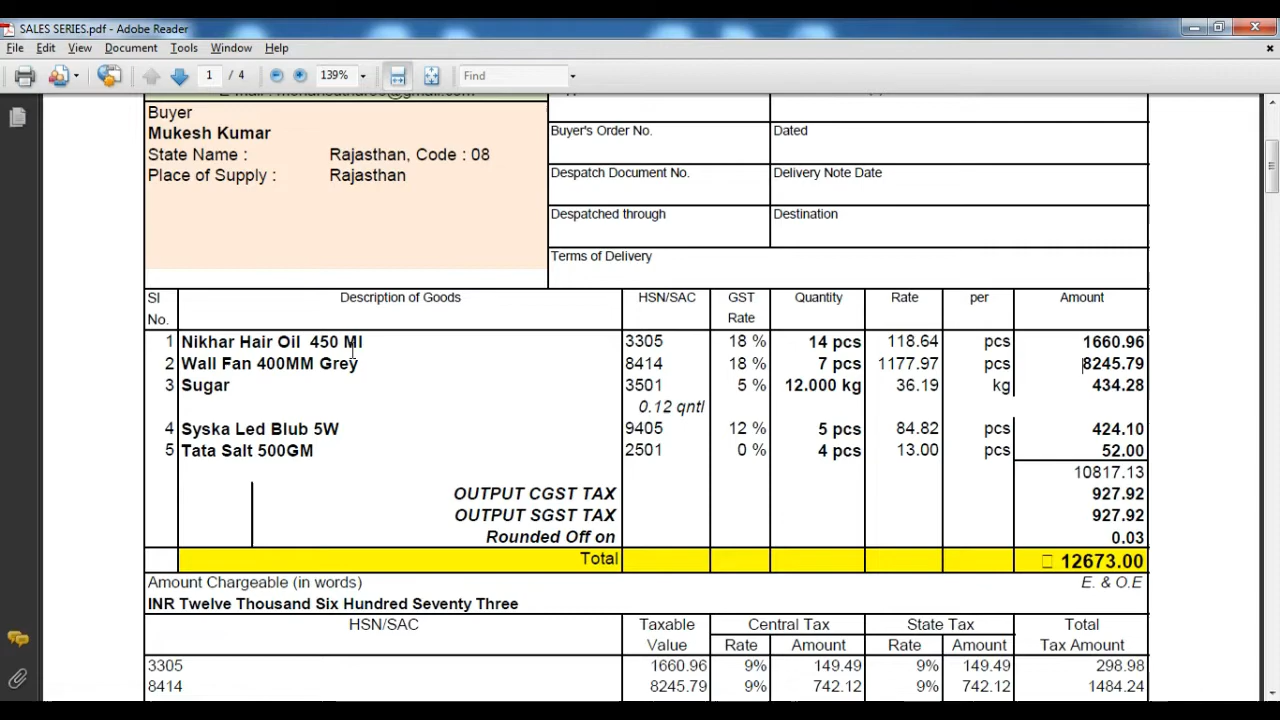 SALES SERIES.pdf - Adobe Reader
File Edit View Document Tools Window Help
1 / 4 139% Find
Buyer
Mukesh Kumar
State Name : Rajasthan, Code : 08
Place of Supply : Rajasthan
Buyer's Order No. Dated
Despatch Document No. Delivery Note Date
Despatched through Destination
Terms of Delivery
Sl No. Description of Goods HSN/SAC GST Rate Quantity Rate per Amount
1 Nikhar Hair Oil 450 Ml 3305 18 % 14 pcs 118.64 pcs 1660.96
2 Wall Fan 400MM Grey 8414 18 % 7 pcs 1177.97 pcs 8245.79
3 Sugar 3501 5 % 12.000 kg 36.19 kg 434.28
0.12 qntl
4 Syska Led Blub 5W 9405 12 % 5 pcs 84.82 pcs 424.10
5 Tata Salt 500GM 2501 0 % 4 pcs 13.00 pcs 52.00
10817.13
OUTPUT CGST TAX 927.92
OUTPUT SGST TAX 927.92
Rounded Off on 0.03
Total 12673.00
Amount Chargeable (in words) E. & O.E
INR Twelve Thousand Six Hundred Seventy Three
HSN/SAC Taxable Value Central Tax State Tax Total Tax Amount
Rate Amount Rate Amount
3305 1660.96 9% 149.49 9% 149.49 298.98
8414 8245.79 9% 742.12 9% 742.12 1484.24